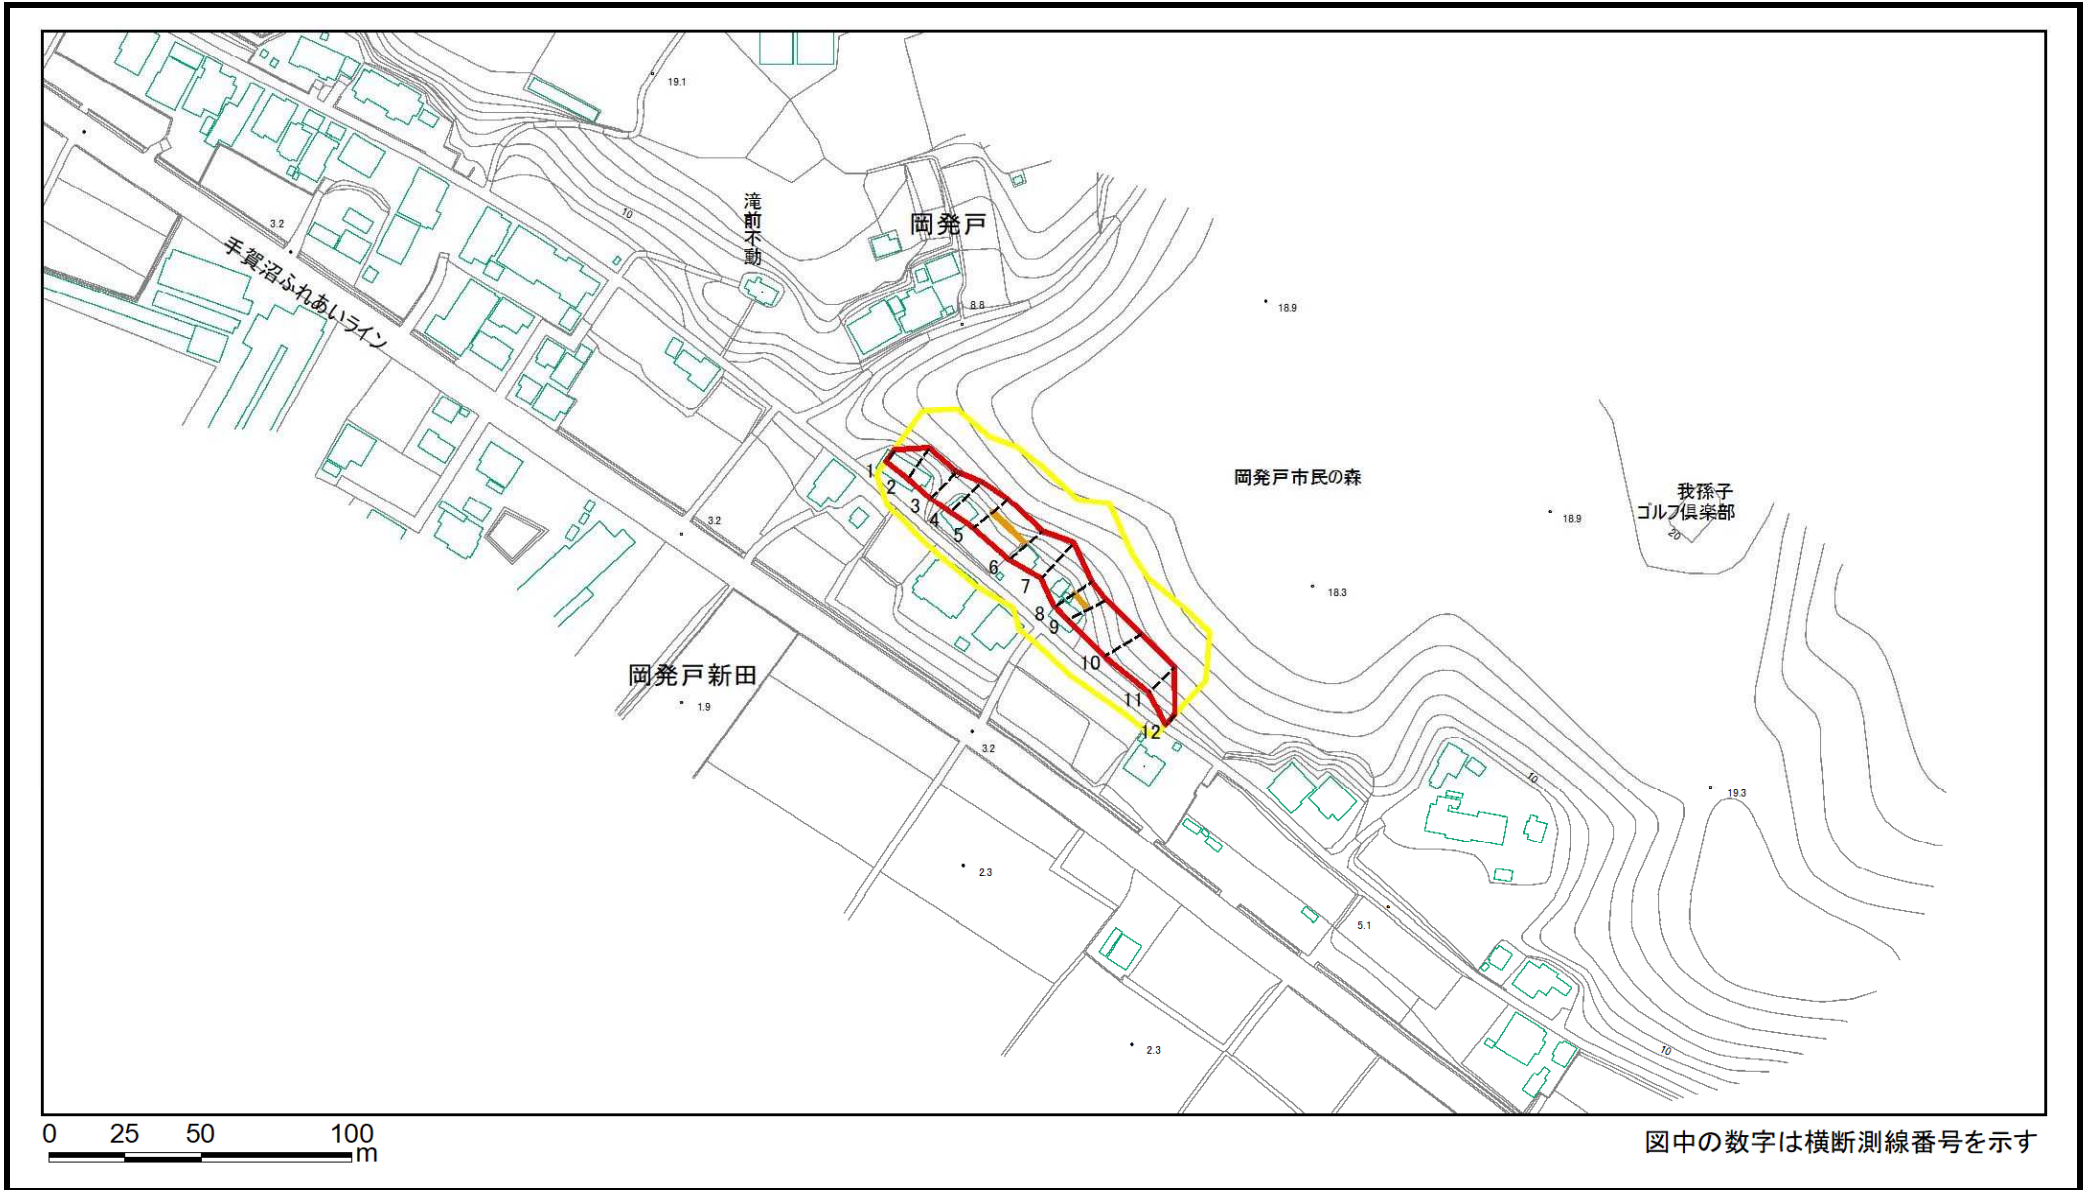 19.1
滝前不動
岡発戸
10
3.2
手賀沼ふれあいライン
8.8
18.9
岡発戸市民の森
我孫子
ゴルフ倶楽部
20
18.9
1
2
3
4
5
6
7
8
9
10
11
12
3.2
18.3
岡発戸新田
1.9
3.2
10
19.3
2.3
5.1
2.3
10
0 25 50 100
m
図中の数字は横断測線番号を示す